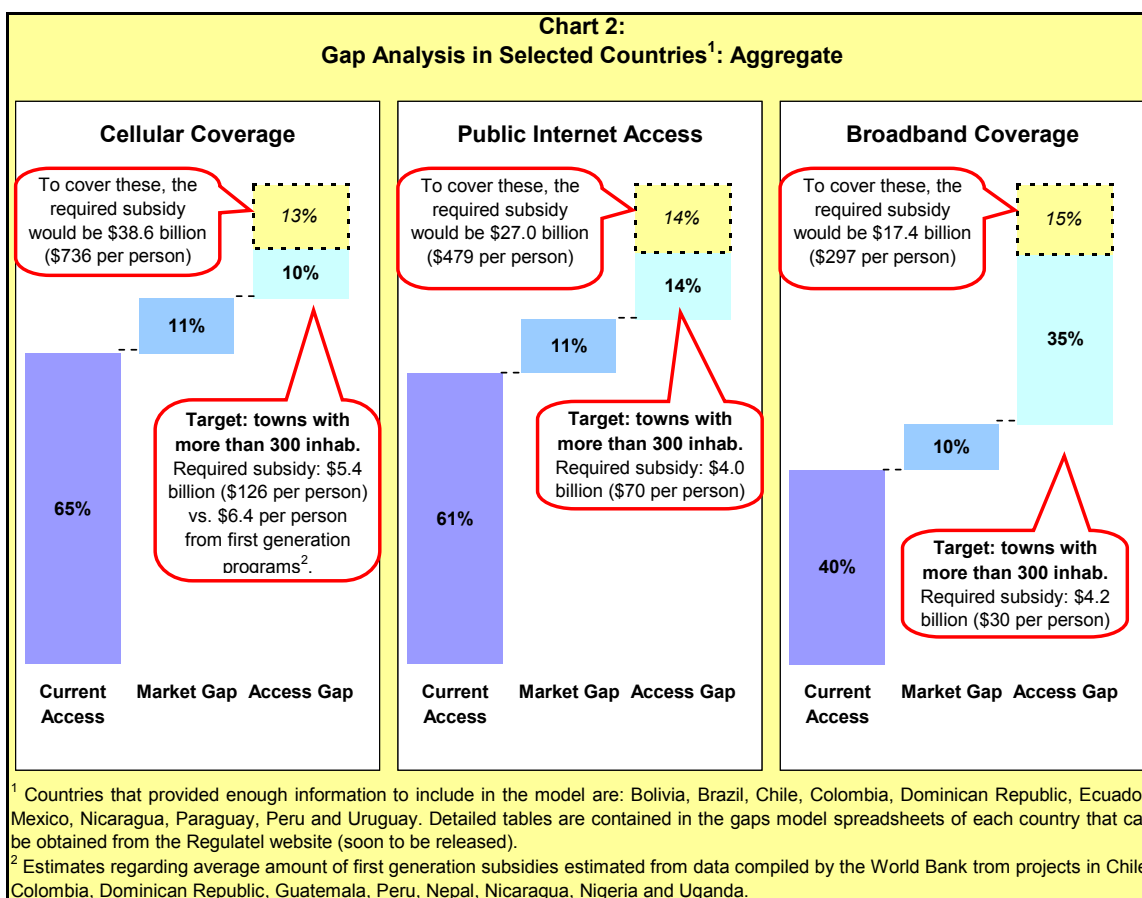 Chart 2:
Gap Analysis in Selected Countries1: Aggregate
Cellular Coverage
To cover these, the
required subsidy
would be $38.6 billion
($736 per person)
13%
10%
11%
65%
Target: towns with
more than 300 inhab.
Required subsidy: $5.4
billion ($126 per person)
vs. $6.4 per person
from first generation
programs2.
Current
Access
Market Gap
Access Gap
Public Internet Access
To cover these, the
required subsidy
would be $27.0 billion
($479 per person)
14%
14%
11%
61%
Target: towns with
more than 300 inhab.
Required subsidy: $4.0
billion ($70 per person)
Current
Access
Market Gap
Access Gap
Broadband Coverage
To cover these, the
required subsidy
would be $17.4 billion
($297 per person)
15%
35%
10%
40%
Target: towns with
more than 300 inhab.
Required subsidy: $4.2
billion ($30 per person)
Current
Access
Market Gap
Access Gap
1 Countries that provided enough information to include in the model are: Bolivia, Brazil, Chile, Colombia, Dominican Republic, Ecuado
Mexico, Nicaragua, Paraguay, Peru and Uruguay. Detailed tables are contained in the gaps model spreadsheets of each country that ca
be obtained from the Regulatel website (soon to be released).
2 Estimates regarding average amount of first generation subsidies estimated from data compiled by the World Bank trom projects in Chile
Colombia, Dominican Republic, Guatemala, Peru, Nepal, Nicaragua, Nigeria and Uganda.